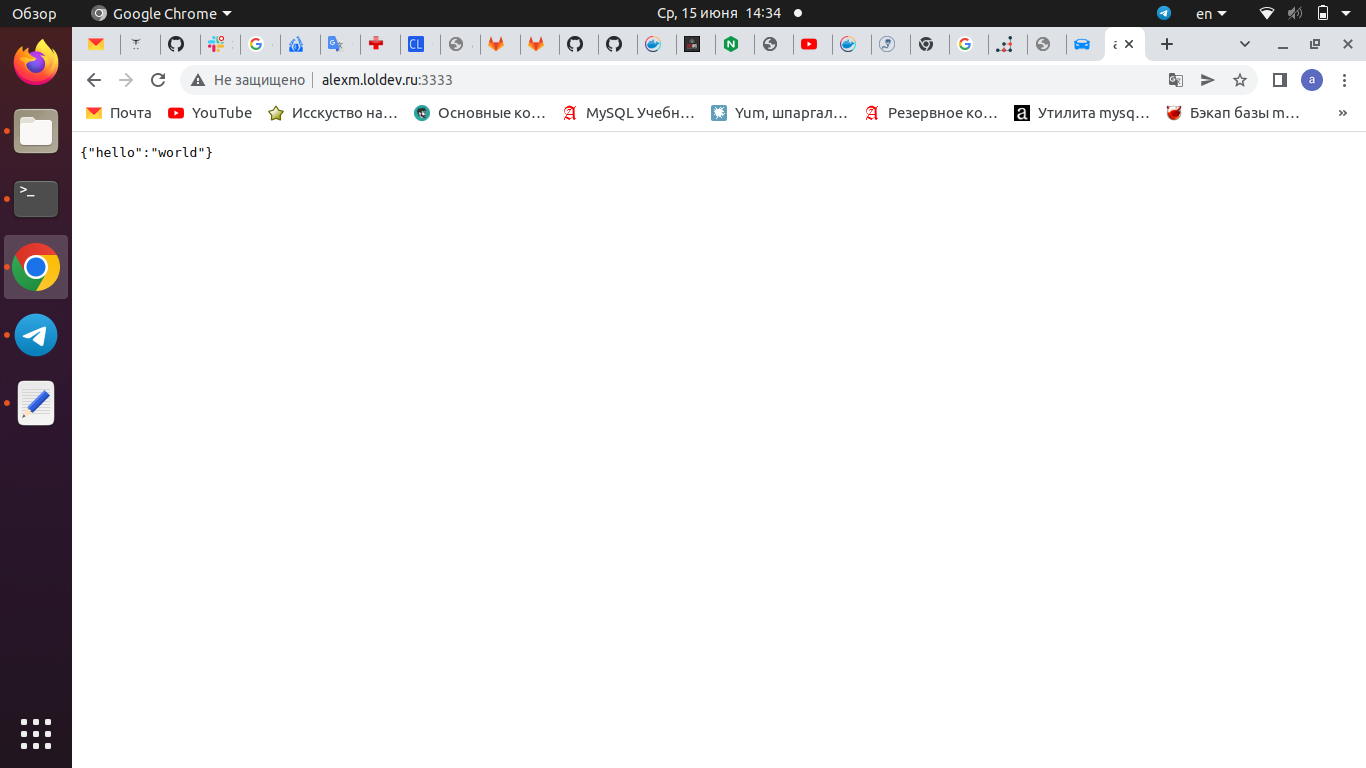 Обзор Google Chrome Ср, 15 июня 14:34 en
CL a
Не защищено alexm.loldev.ru:3333 a
Почта YouTube Исскуство на… Основные ко… MySQL Учебн… Yum, шпаргал… Резервное ко… a Утилита mysq… Бэкап базы m… »
{"hello":"world"}